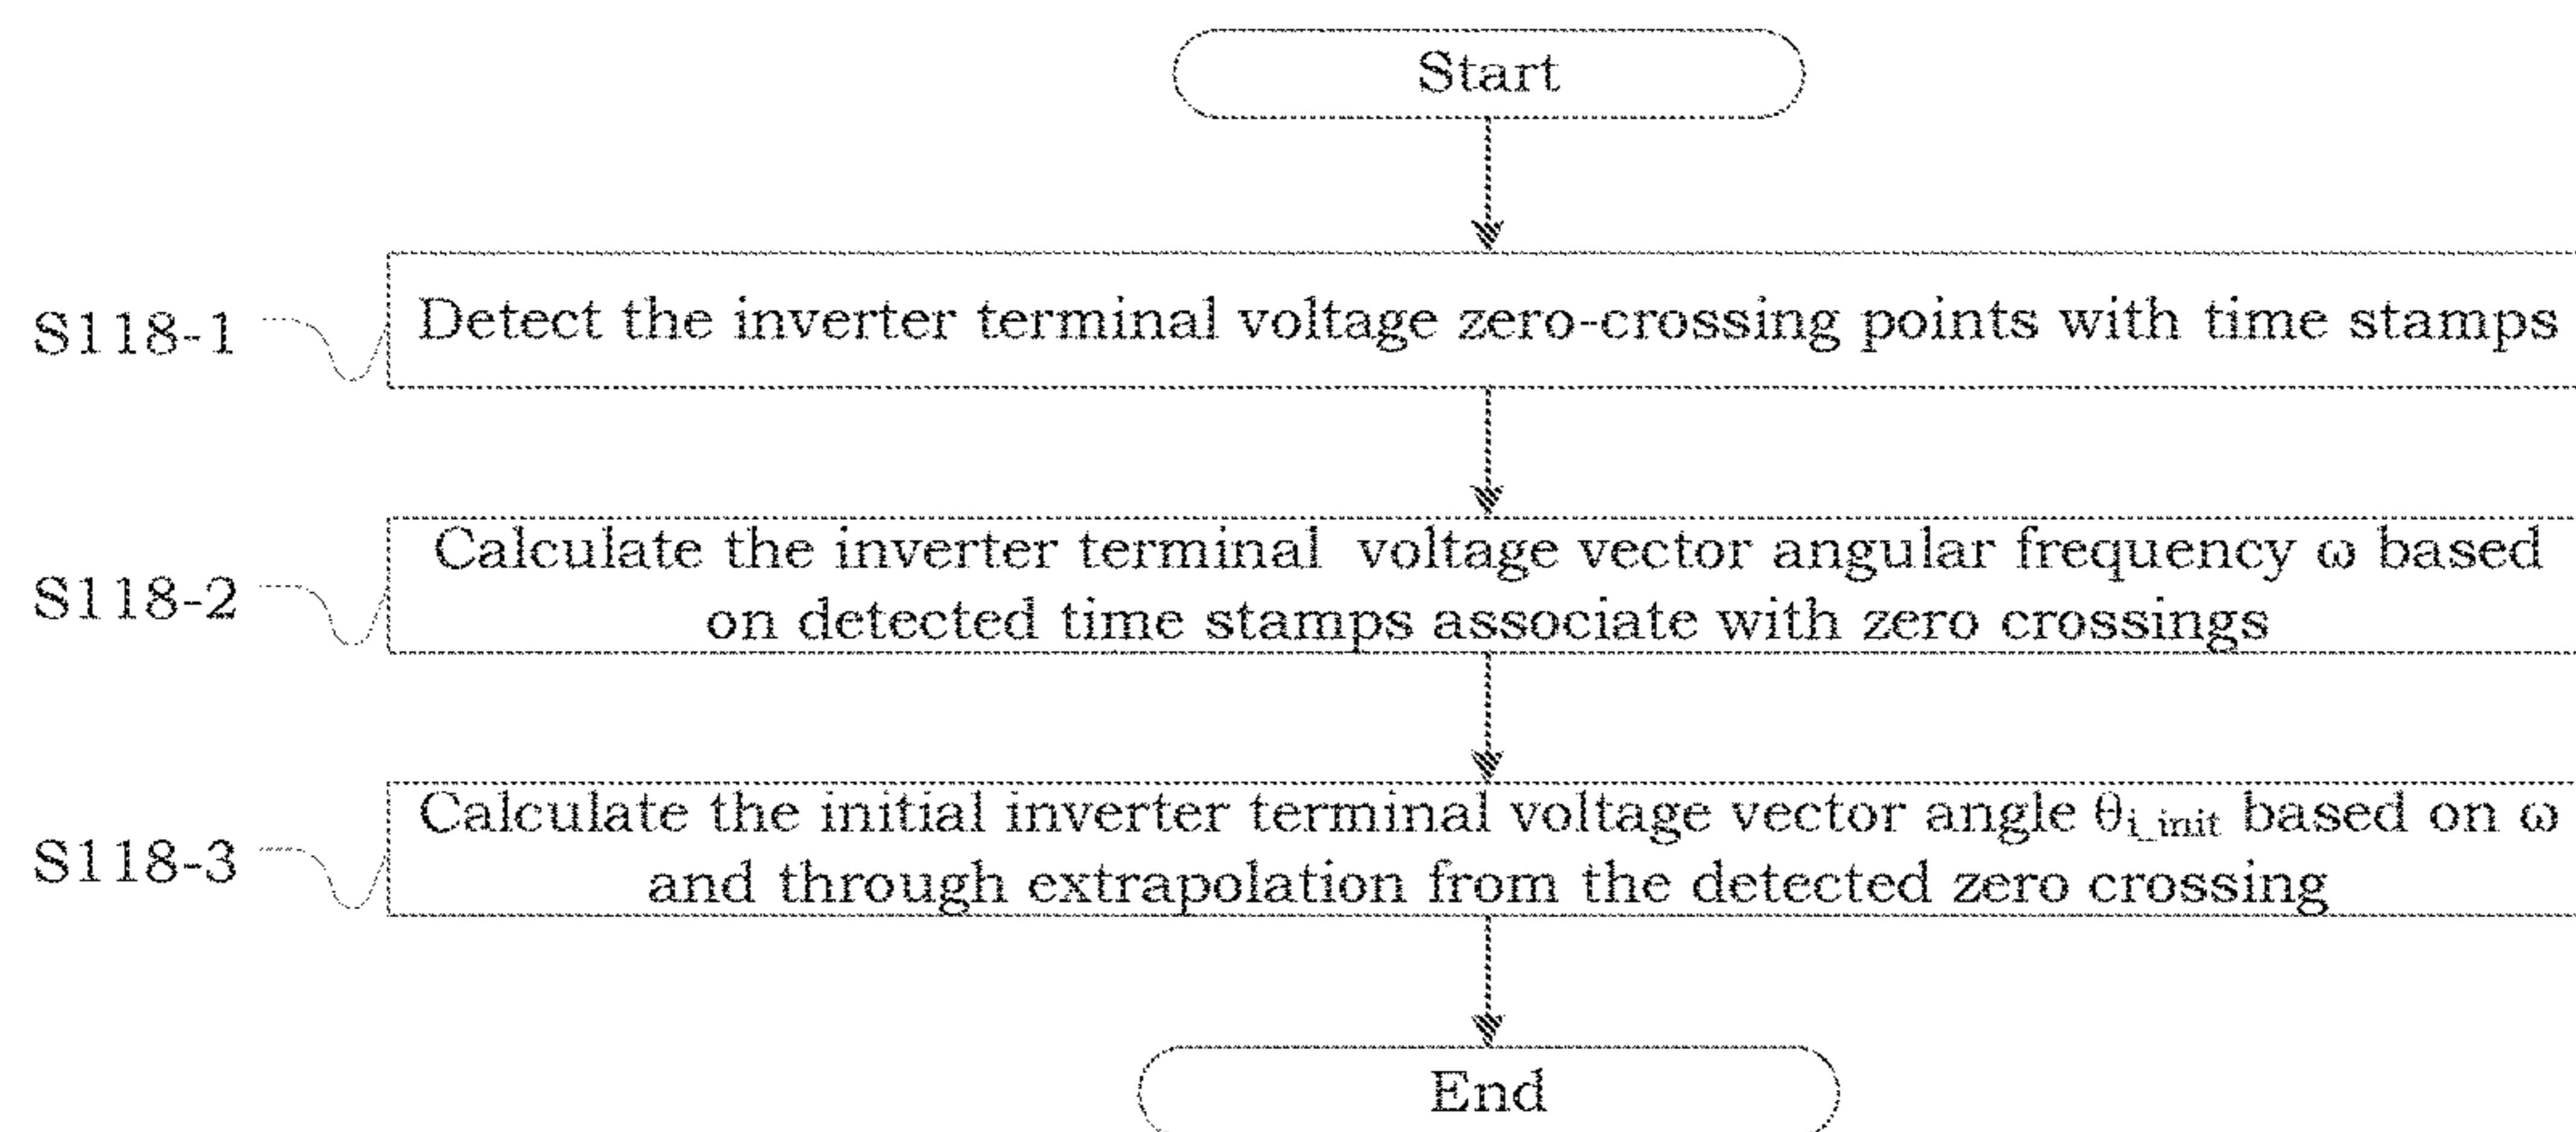 Start
S118-1
Detect the inverter terminal voltage zero-crossing points with time stamps
S118-2
Calculate the inverter terminal voltage vector angular frequency ω based
on detected time stamps associate with zero crossings
S118-3
Calculate the initial inverter terminal voltage vector angle θi_init based on ω
and through extrapolation from the detected zero crossing
End